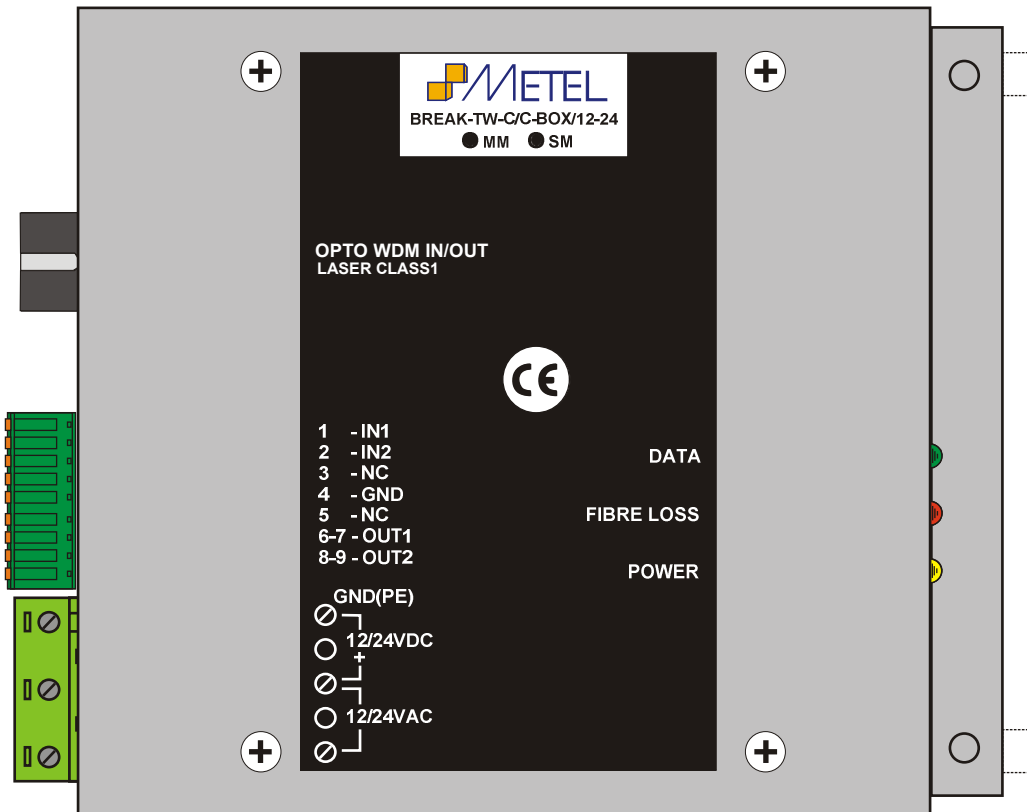 METEL
BREAK-TW-C/C-BOX/12-24
MM SM
OPTO WDM IN/OUT
LASER CLASS1
CE
1 - IN1
2 - IN2
3 - NC
4 - GND
5 - NC
6-7 - OUT1
8-9 - OUT2
DATA
FIBRE LOSS
POWER
GND(PE)
12/24VDC
+
12/24VAC